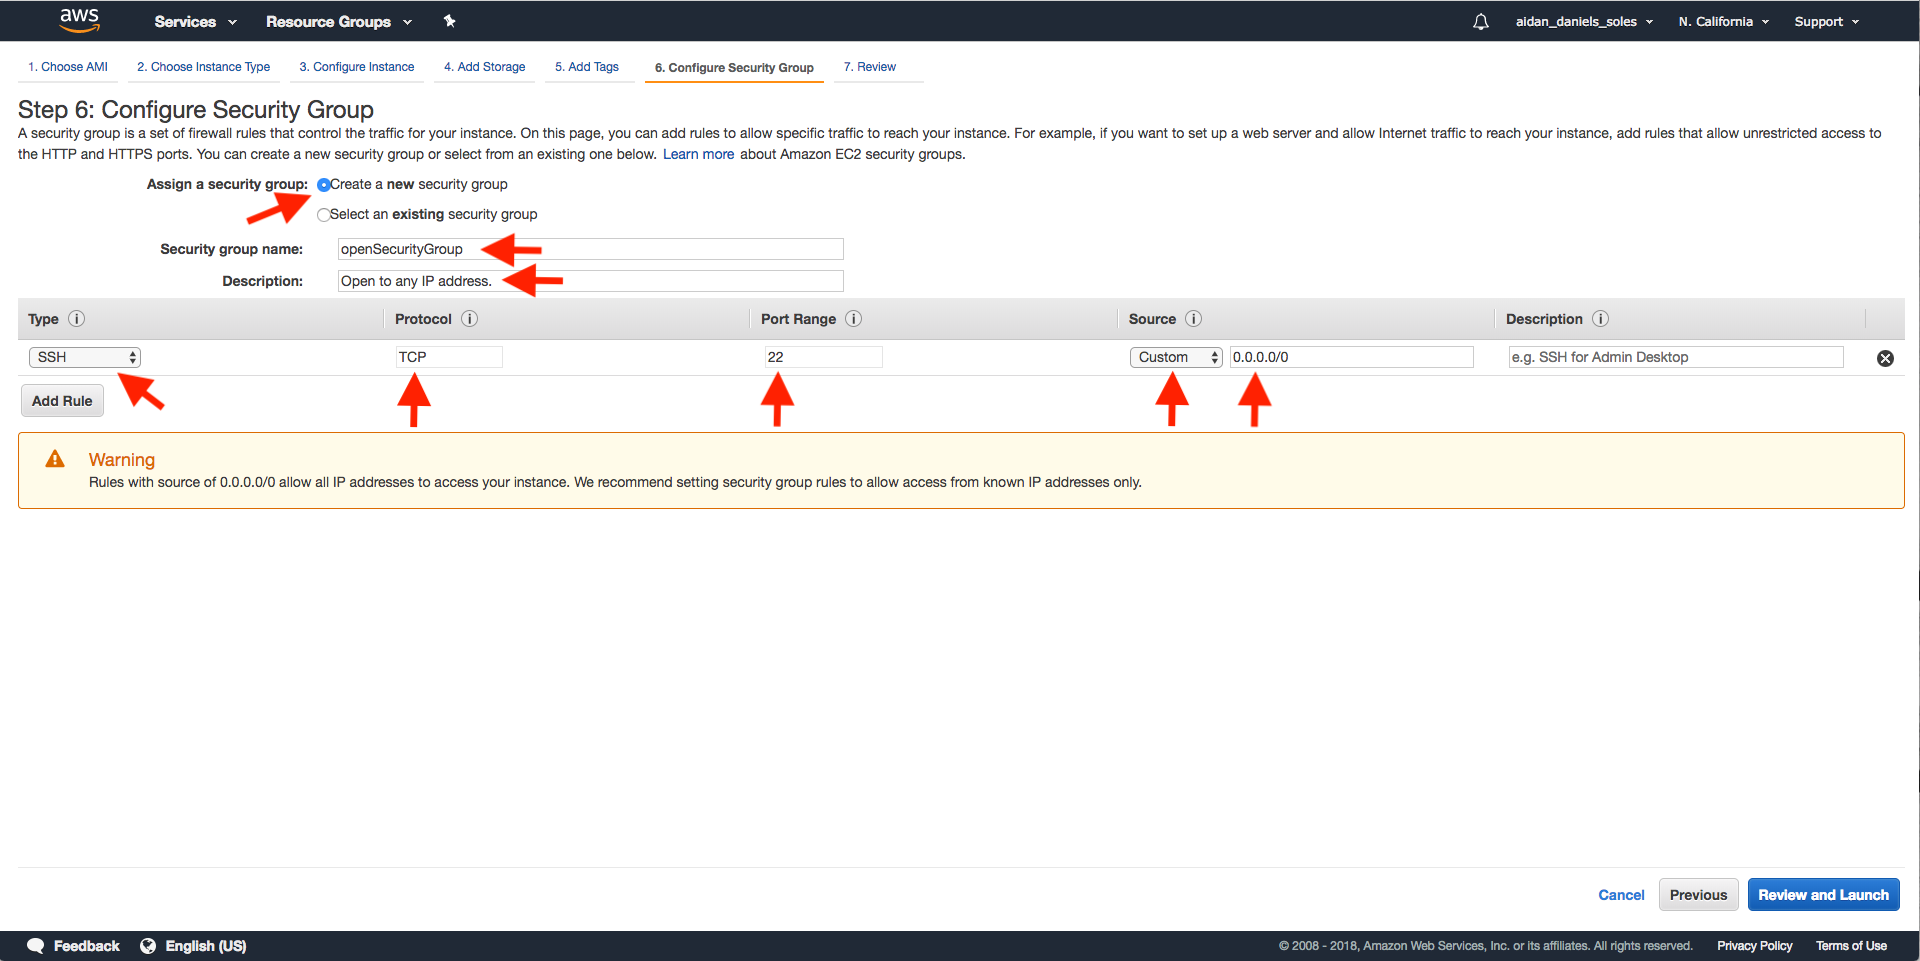 aws Services Resource Groups aidan_daniels_soles N. California Support
1. Choose AMI 2. Choose Instance Type 3. Configure Instance 4. Add Storage 5. Add Tags 6. Configure Security Group 7. Review
Step 6: Configure Security Group
A security group is a set of firewall rules that control the traffic for your instance. On this page, you can add rules to allow specific traffic to reach your instance. For example, if you want to set up a web server and allow Internet traffic to reach your instance, add rules that allow unrestricted access to
the HTTP and HTTPS ports. You can create a new security group or select from an existing one below. Learn more about Amazon EC2 security groups.
Assign a security group: Create a new security group
Select an existing security group
Security group name: openSecurityGroup
Description: Open to any IP address.
Type i Protocol i Port Range i Source i Description i
SSH TCP 22 Custom 0.0.0.0/0 e.g. SSH for Admin Desktop
Add Rule
Warning
Rules with source of 0.0.0.0/0 allow all IP addresses to access your instance. We recommend setting security group rules to allow access from known IP addresses only.
Cancel Previous Review and Launch
Feedback English (US) © 2008 - 2018, Amazon Web Services, Inc. or its affiliates. All rights reserved. Privacy Policy Terms of Use